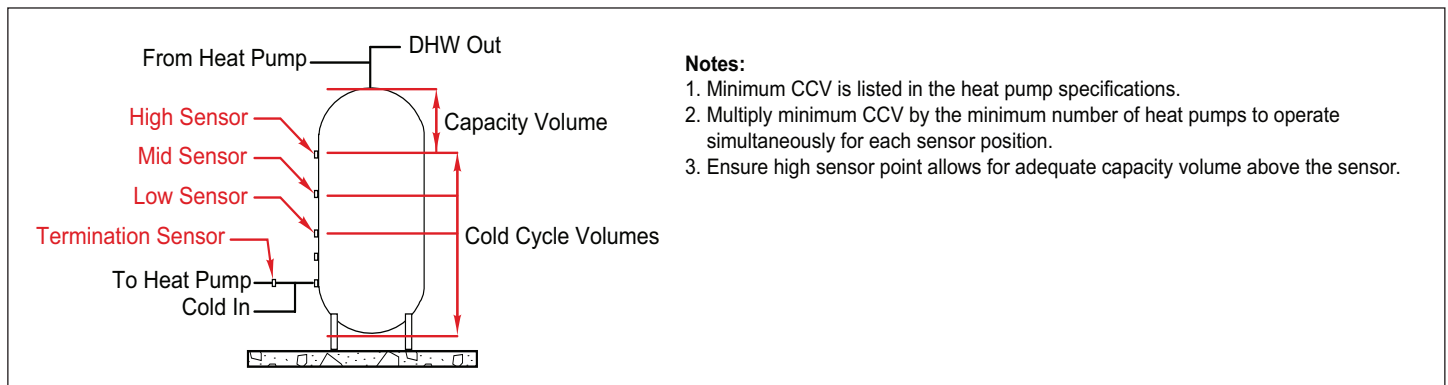 DHW Out
From Heat Pump
High Sensor
Capacity Volume
Mid Sensor
Low Sensor
Termination Sensor
Cold Cycle Volumes
To Heat Pump
Cold In
Notes:
1. Minimum CCV is listed in the heat pump specifications.
2. Multiply minimum CCV by the minimum number of heat pumps to operate
simultaneously for each sensor position.
3. Ensure high sensor point allows for adequate capacity volume above the sensor.